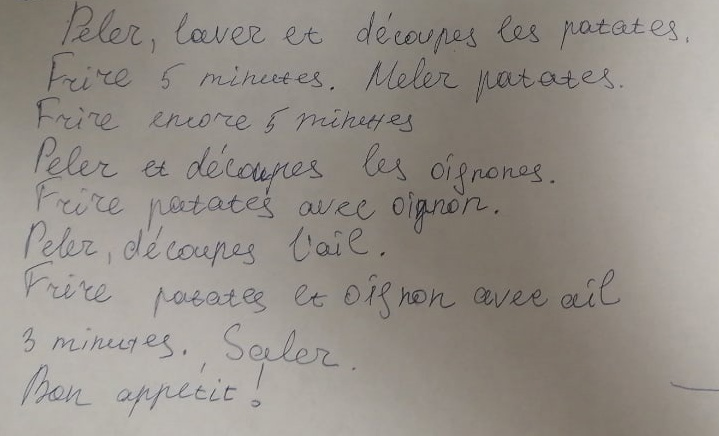 Peler, laver et découpes les patates.
Frire 5 minutes. Meler patates.
Frire encore 5 minutes
Peler et découpes les oignones.
Frire patates avec oignon.
Peler, découpes l'ail.
Frire patates et oignon avec ail
3 minutes. Saler.
Bon appétit!